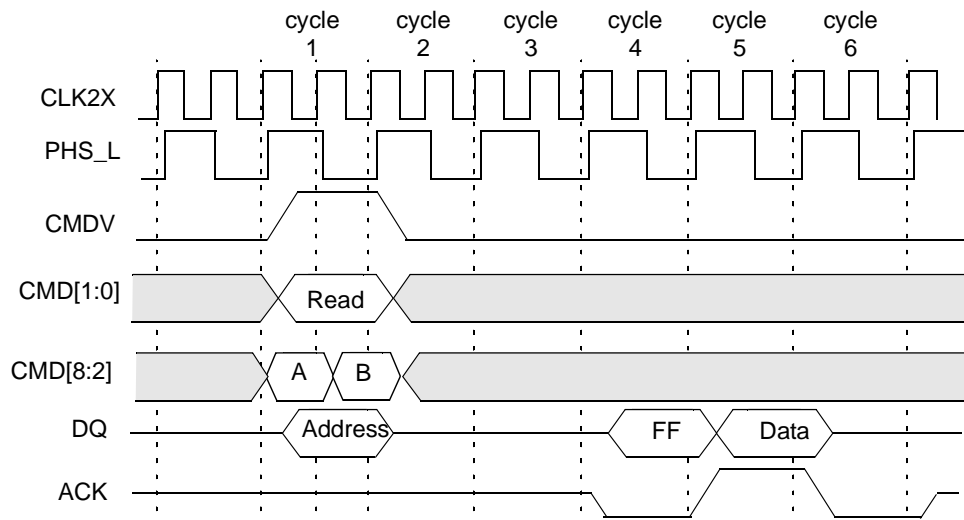 cycle cycle cycle cycle cycle cycle
1 2 3 4 5 6
CLK2X
PHS_L
CMDV
CMD[1:0] Read
CMD[8:2] A B
DQ Address FF Data
ACK